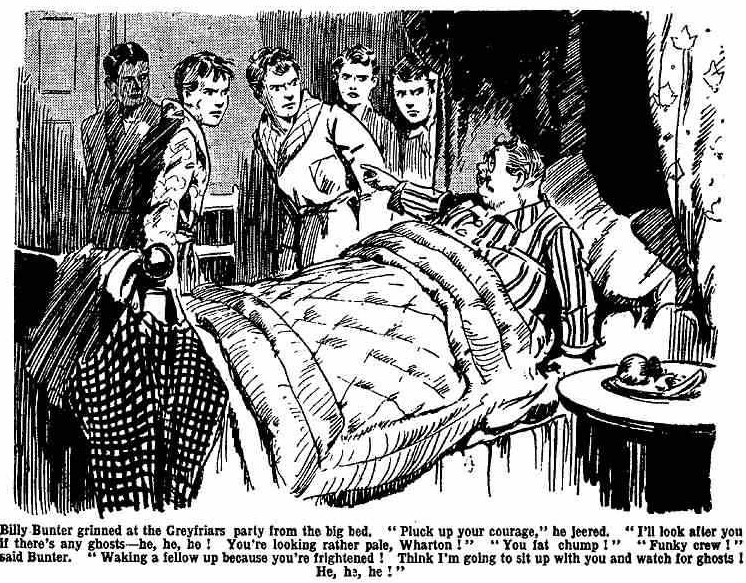 Billy Bunter grinned at the Greyfriars party from the big bed. “Pluck up your courage,” he jeered. “I'll look after you
if there's any ghosts—he, he, he! You're looking rather pale, Wharton!” “You fat chump!” “Funky crew!”
said Bunter. “Waking a fellow up because you're frightened! Think I'm going to sit up with you and watch for ghosts!
He, he, he!”